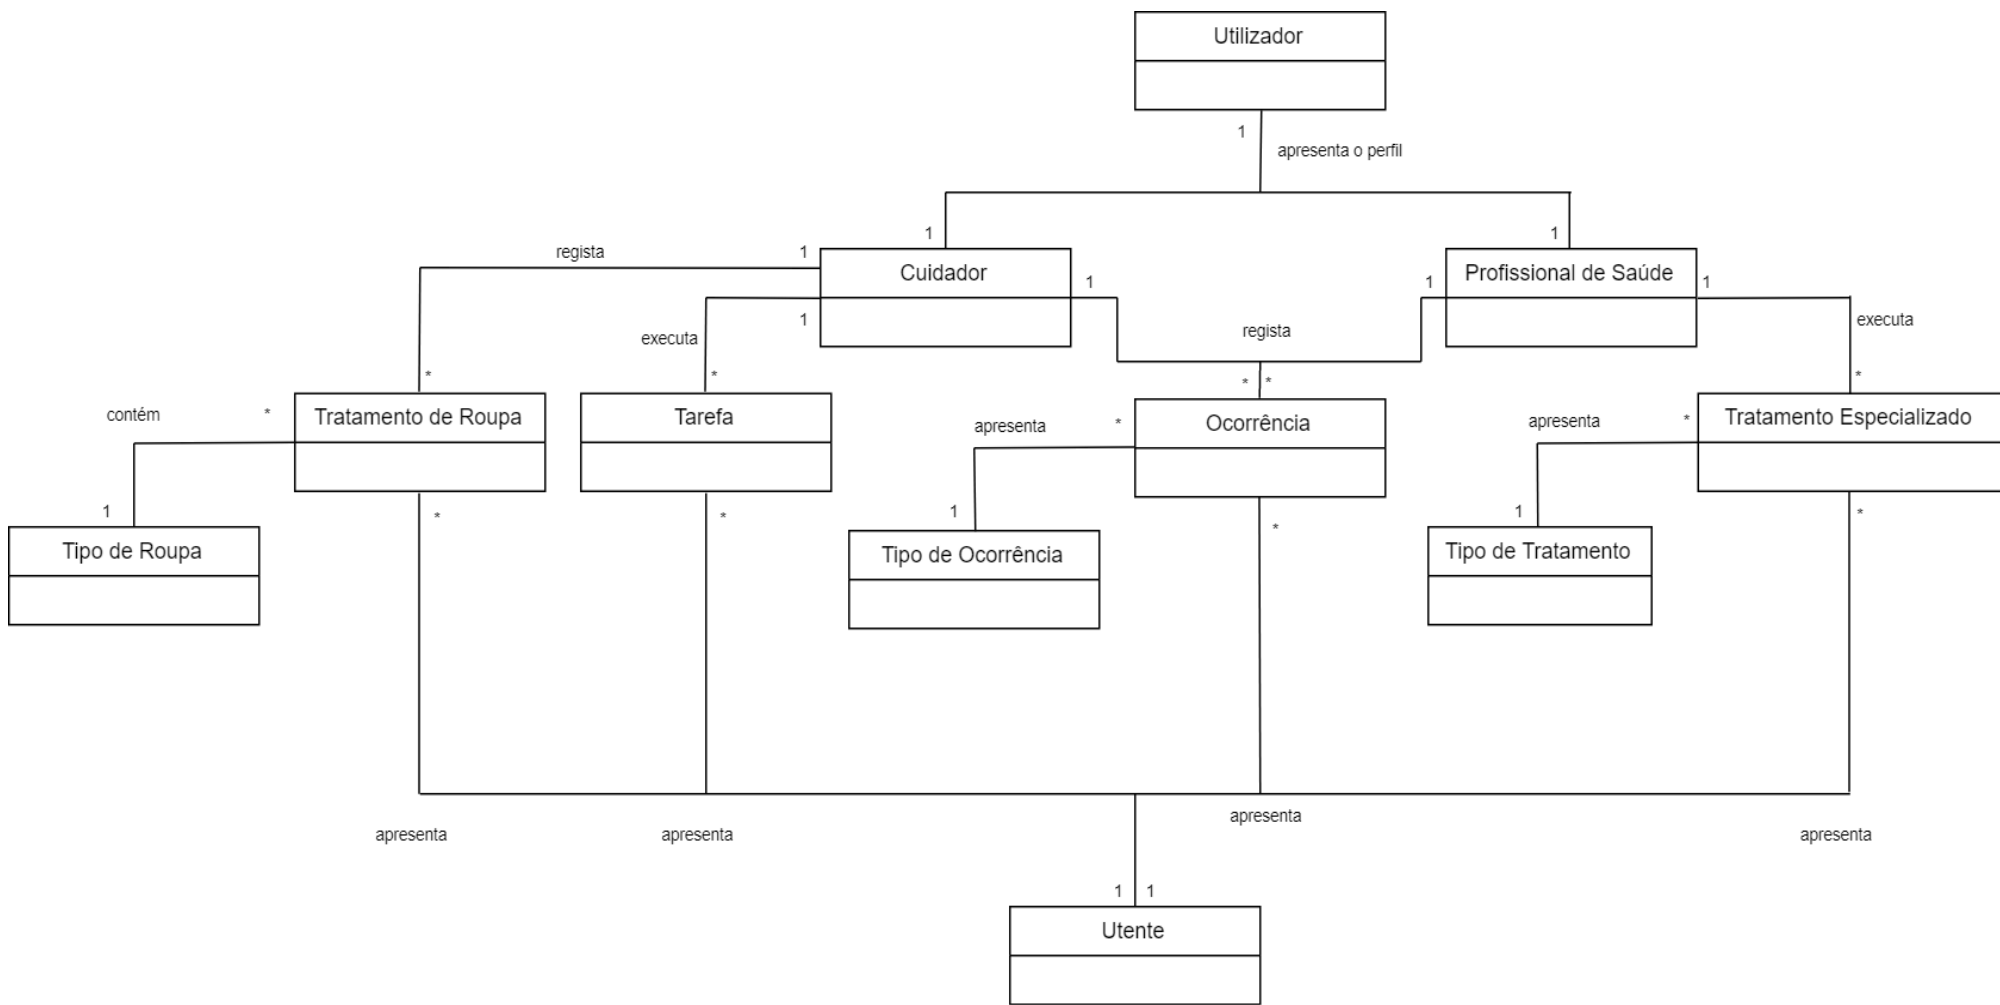 Utilizador
1
apresenta o perfil
1
1
regista
1
Cuidador
1
1
Profissional de Saúde
1
1
executa
regista
executa
*
*
* *
*
contém
*
Tratamento de Roupa
Tarefa
apresenta
*
Ocorrência
apresenta
*
Tratamento Especializado
1
*
*
1
*
1
*
Tipo de Roupa
Tipo de Ocorrência
Tipo de Tratamento
apresenta
apresenta
apresenta
apresenta
1 1
Utente